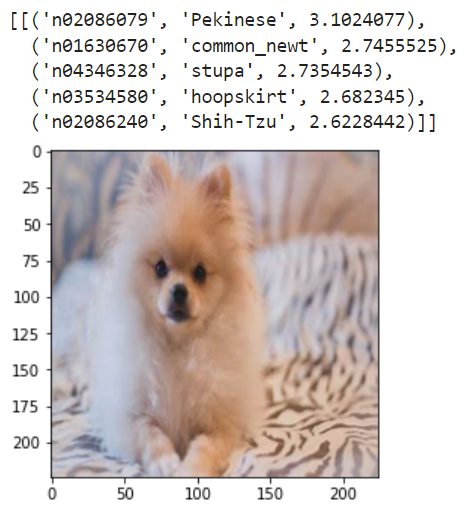 [[('n02086079', 'Pekinese', 3.1024077),
('n01630670', 'common_newt', 2.7455525),
('n04346328', 'stupa', 2.7354543),
('n03534580', 'hoopskirt', 2.682345),
('n02086240', 'Shih-Tzu', 2.6228442)]]
0
25
50
75
100
125
150
175
200
0 50 100 150 200